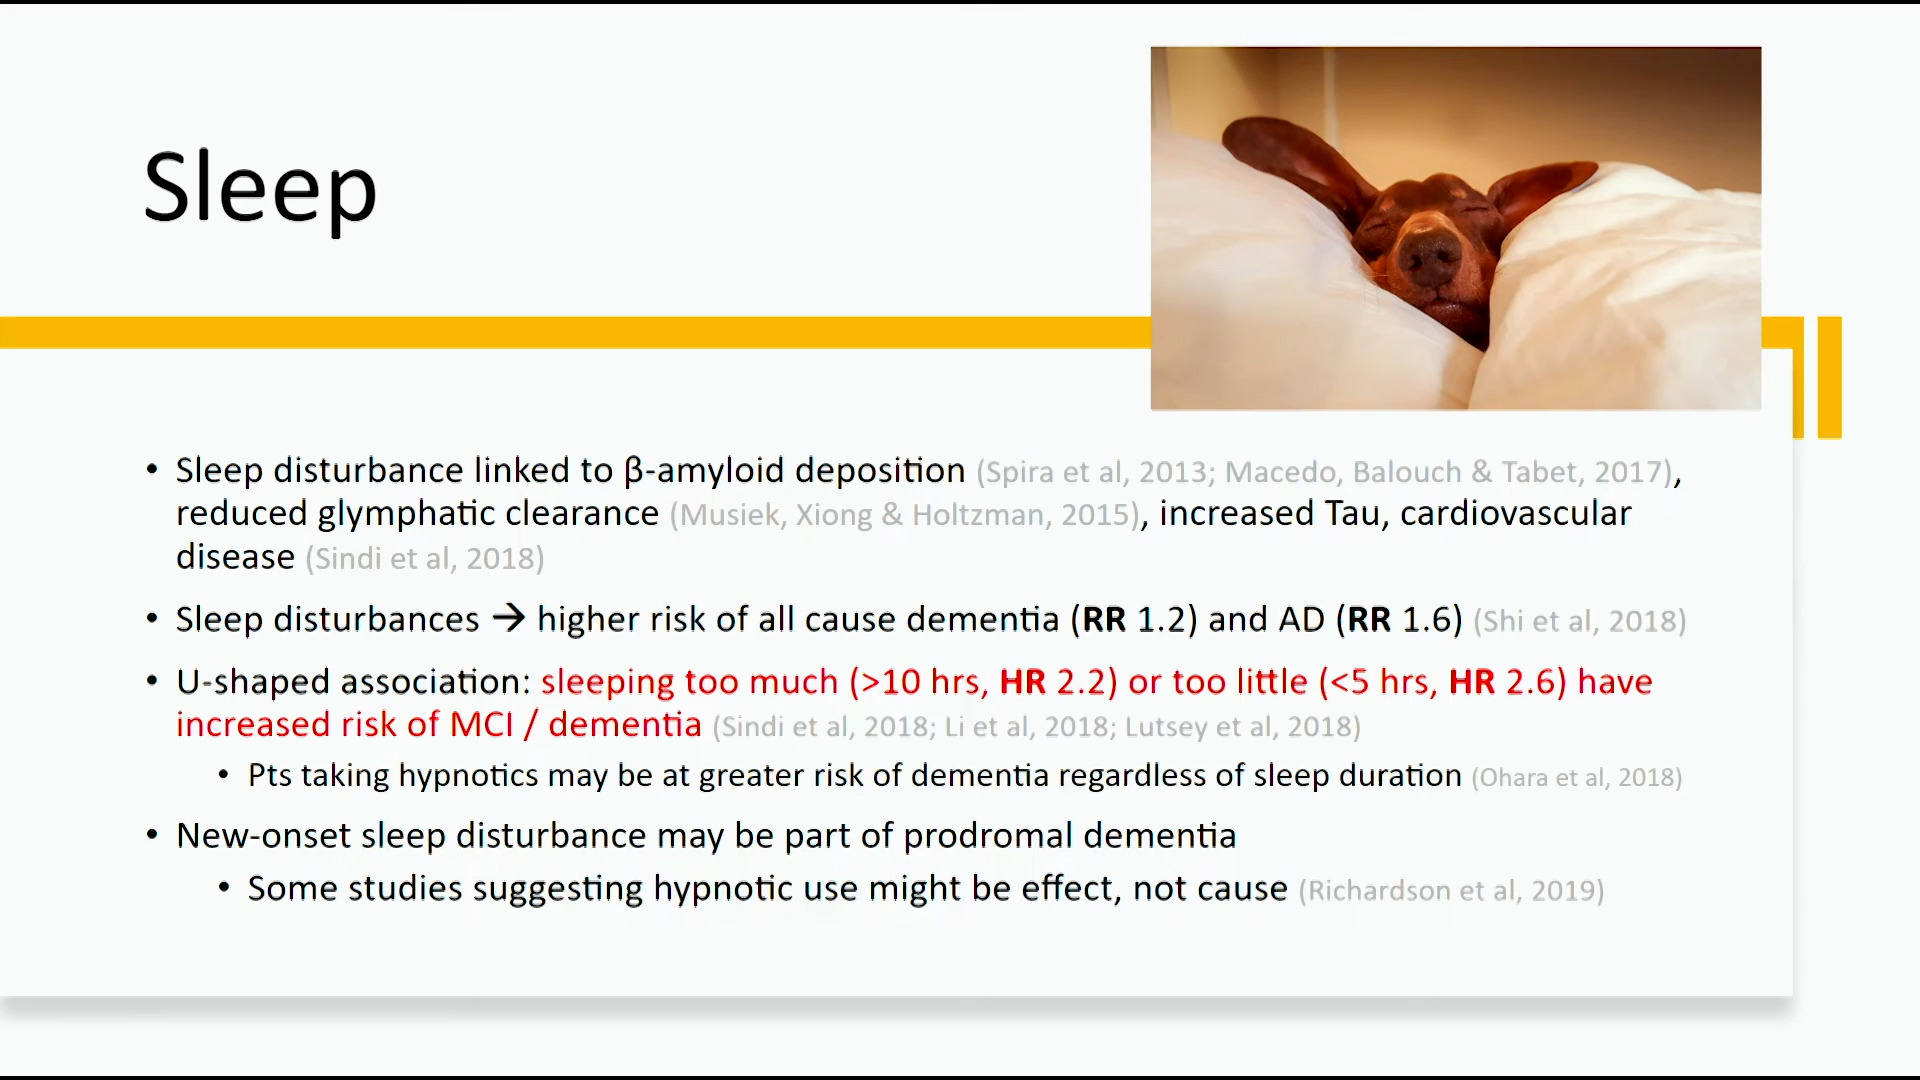 Sleep
• Sleep disturbance linked to β-amyloid deposition (Spira et al, 2013; Macedo, Balouch & Tabet, 2017),
reduced glymphatic clearance (Musiek, Xiong & Holtzman, 2015), increased Tau, cardiovascular
disease (Sindi et al, 2018)
• Sleep disturbances → higher risk of all cause dementia (RR 1.2) and AD (RR 1.6) (Shi et al, 2018)
• U-shaped association: sleeping too much (>10 hrs, HR 2.2) or too little (<5 hrs, HR 2.6) have
increased risk of MCI / dementia (Sindi et al, 2018; Li et al, 2018; Lutsey et al, 2018)
• Pts taking hypnotics may be at greater risk of dementia regardless of sleep duration (Ohara et al, 2018)
• New-onset sleep disturbance may be part of prodromal dementia
• Some studies suggesting hypnotic use might be effect, not cause (Richardson et al, 2019)